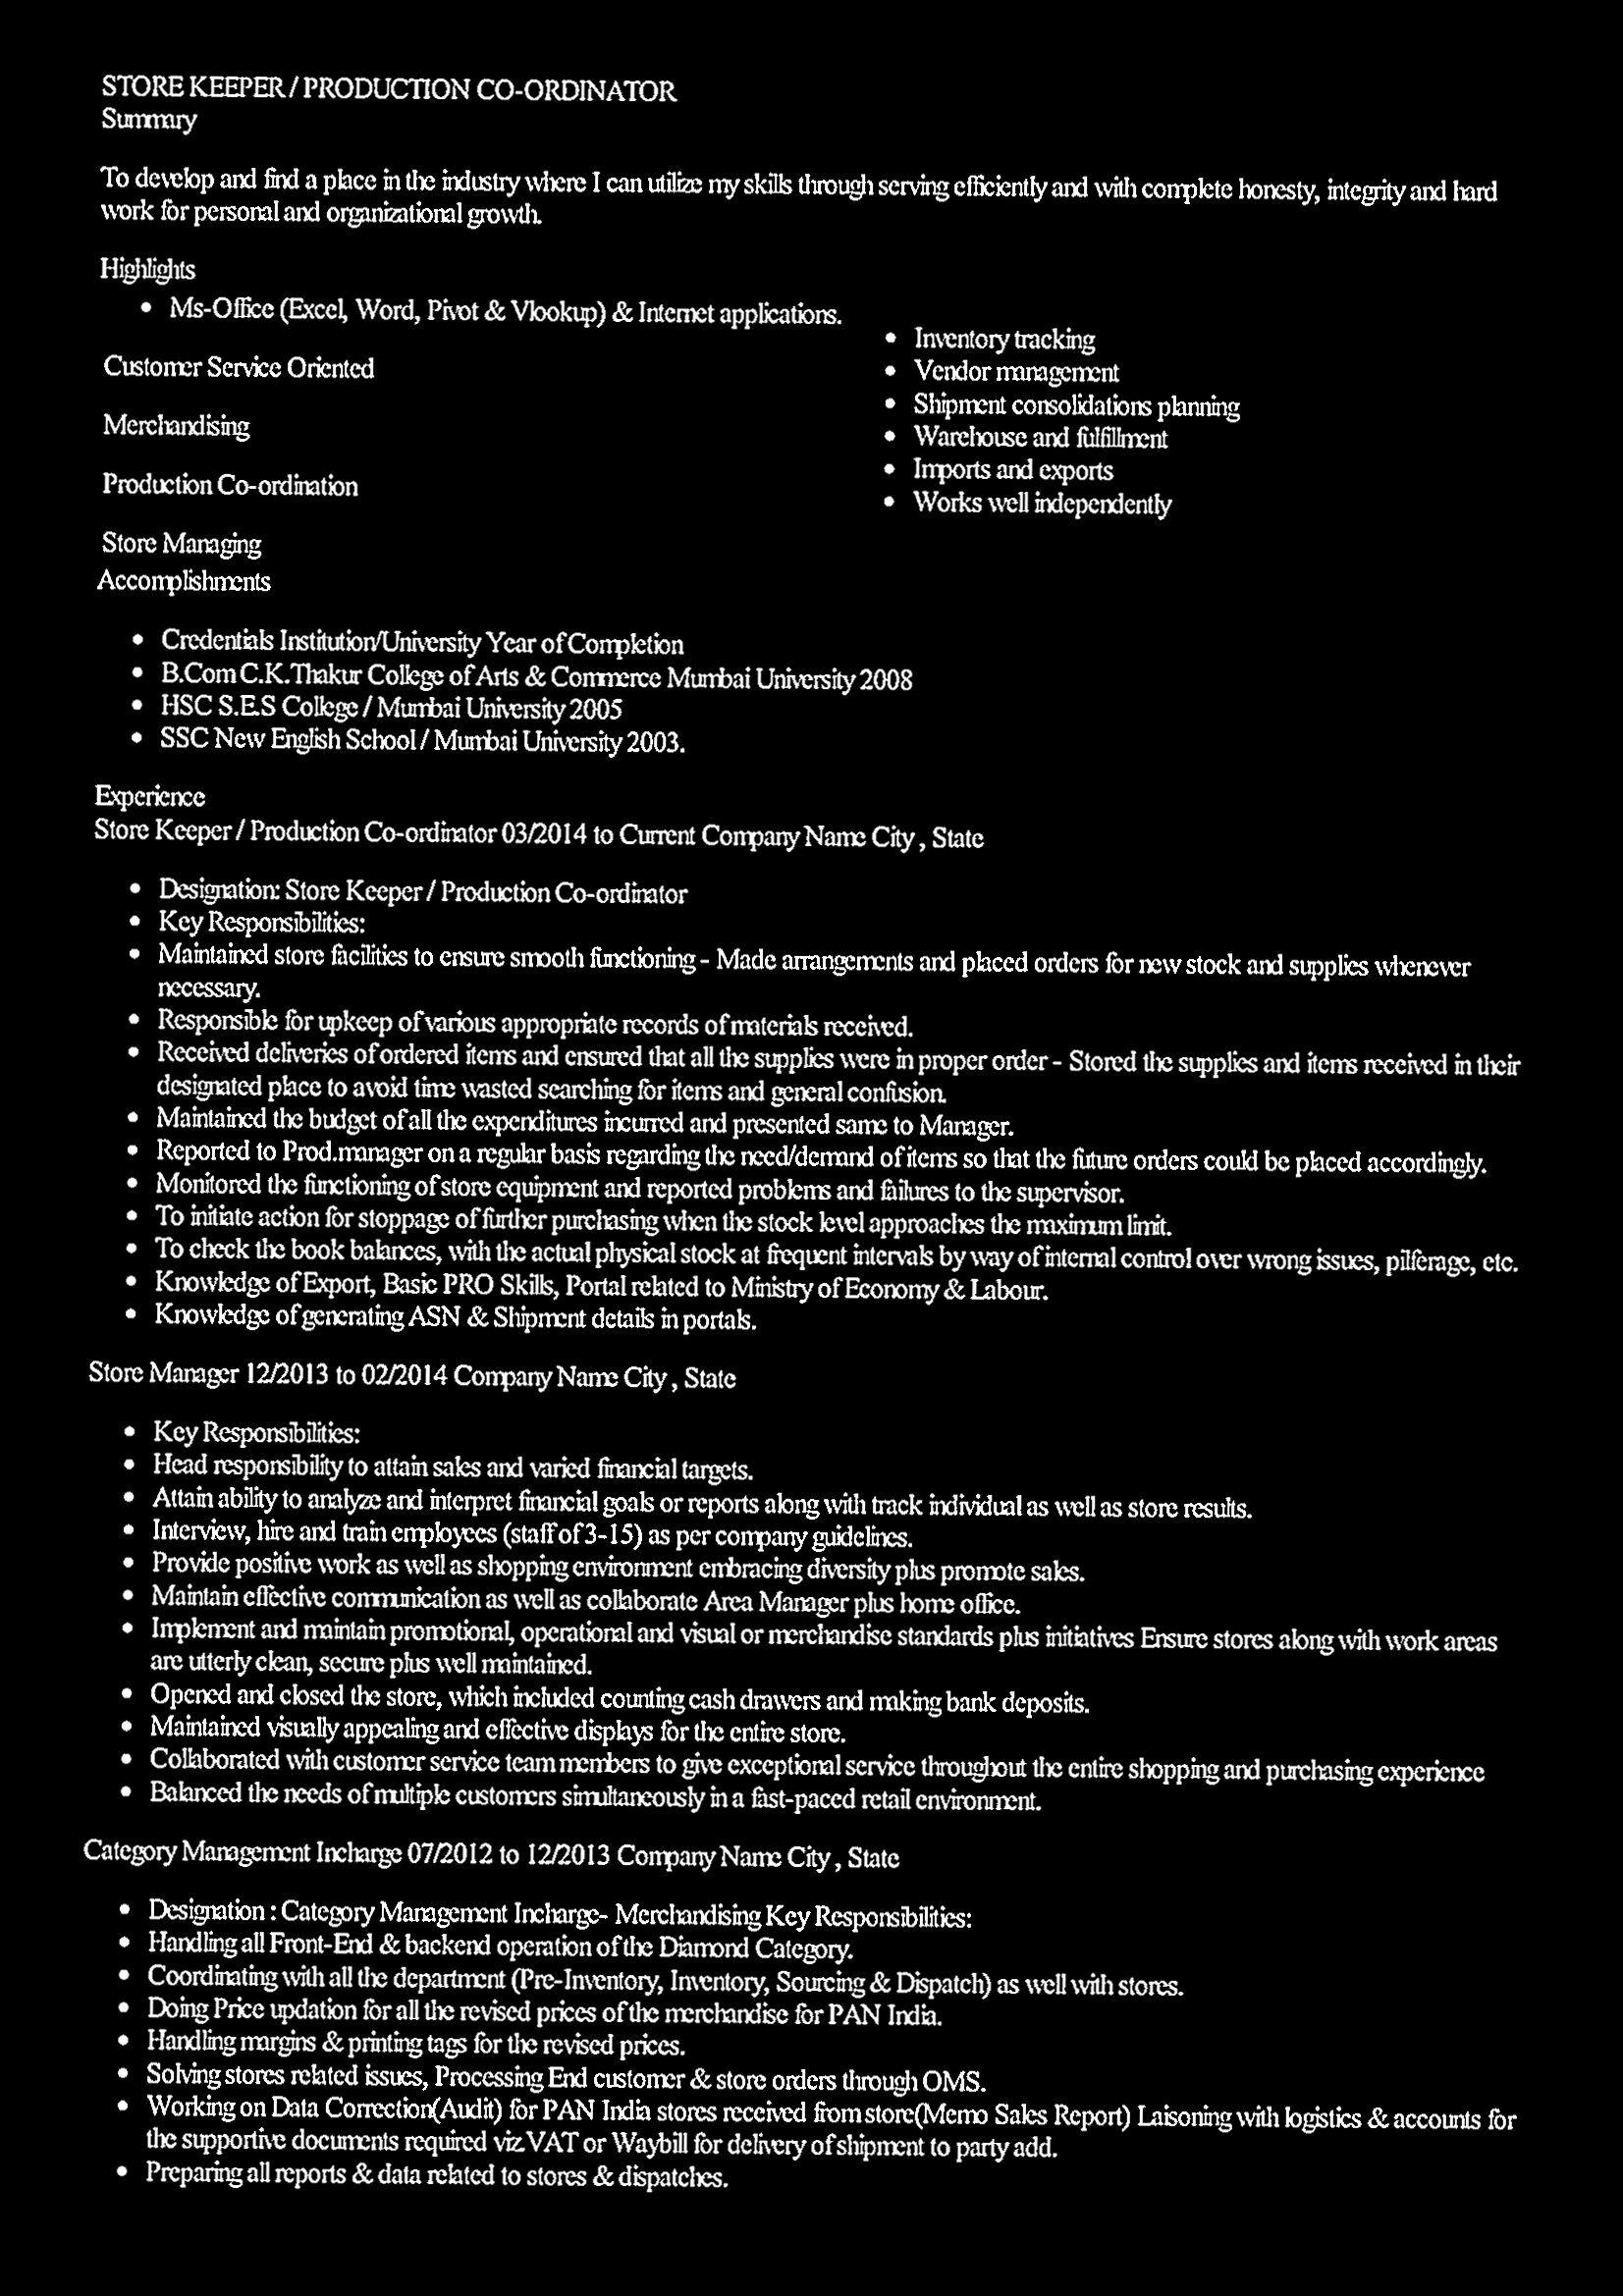 STORE KEEPER / PRODUCTION CO-ORDINATOR
Summary
To develop and find a place in the industry where I can utilize my skills through serving efficiently and with complete honesty, integrity and hard
work for personal and organizational growth.
Highlights
• Ms-Office (Excel, Word, Pivot & Vlookup) & Internet applications.
Customer Service Oriented
Merchandising
Production Co-ordination
Store Managing
• Inventory tracking
• Vendor management
• Shipment consolidations planning
• Warehouse and fulfillment
• Imports and exports
• Works well independently
Accomplishments
• Credentials Institution/University Year of Completion
• B.Com C.K.Thakur College of Arts & Commerce Mumbai University 2008
• HSC S.E.S College / Mumbai University 2005
• SSC New English School / Mumbai University 2003.
Experience
Store Keeper / Production Co-ordinator 03/2014 to Current Company Name City , State
• Designation: Store Keeper / Production Co-ordinator
• Key Responsibilities:
• Maintained store facilities to ensure smooth functioning - Made arrangements and placed orders for new stock and supplies whenever
necessary.
• Responsible for upkeep of various appropriate records of materials received.
• Received deliveries of ordered items and ensured that all the supplies were in proper order - Stored the supplies and items received in their
designated place to avoid time wasted searching for items and general confusion.
• Maintained the budget of all the expenditures incurred and presented same to Manager.
• Reported to Prod.manager on a regular basis regarding the need/demand of items so that the future orders could be placed accordingly.
• Monitored the functioning of store equipment and reported problems and failures to the supervisor.
• To initiate action for stoppage of further purchasing when the stock level approaches the maximum limit.
• To check the book balances, with the actual physical stock at frequent intervals by way of internal control over wrong issues, pilferage, etc.
• Knowledge of Export, Basic PRO Skills, Portal related to Ministry of Economy & Labour.
• Knowledge of generating ASN & Shipment details in portals.
Store Manager 12/2013 to 02/2014 Company Name City , State
• Key Responsibilities:
• Head responsibility to attain sales and varied financial targets.
• Attain ability to analyze and interpret financial goals or reports along with track individual as well as store results.
• Interview, hire and train employees (staff of 3-15) as per company guidelines.
• Provide positive work as well as shopping environment embracing diversity plus promote sales.
• Maintain effective communication as well as collaborate Area Manager plus home office.
• Implement and maintain promotional, operational and visual or merchandise standards plus initiatives Ensure stores along with work areas
are utterly clean, secure plus well maintained.
• Opened and closed the store, which included counting cash drawers and making bank deposits.
• Maintained visually appealing and effective displays for the entire store.
• Collaborated with customer service team members to give exceptional service throughout the entire shopping and purchasing experience
• Balanced the needs of multiple customers simultaneously in a fast-paced retail environment.
Category Management Incharge 07/2012 to 12/2013 Company Name City , State
• Designation : Category Management Incharge- Merchandising Key Responsibilities:
• Handling all Front-End & backend operation of the Diamond Category.
• Coordinating with all the department (Pre-Inventory, Inventory, Sourcing & Dispatch) as well with stores.
• Doing Price updation for all the revised prices of the merchandise for PAN India.
• Handling margins & printing tags for the revised prices.
• Solving stores related issues, Processing End customer & store orders through OMS.
• Working on Data Correction(Audit) for PAN India stores received from store(Memo Sales Report) Laisoning with logistics & accounts for
the supportive documents required viz.VAT or Waybill for delivery of shipment to party add.
• Preparing all reports & data related to stores & dispatches.